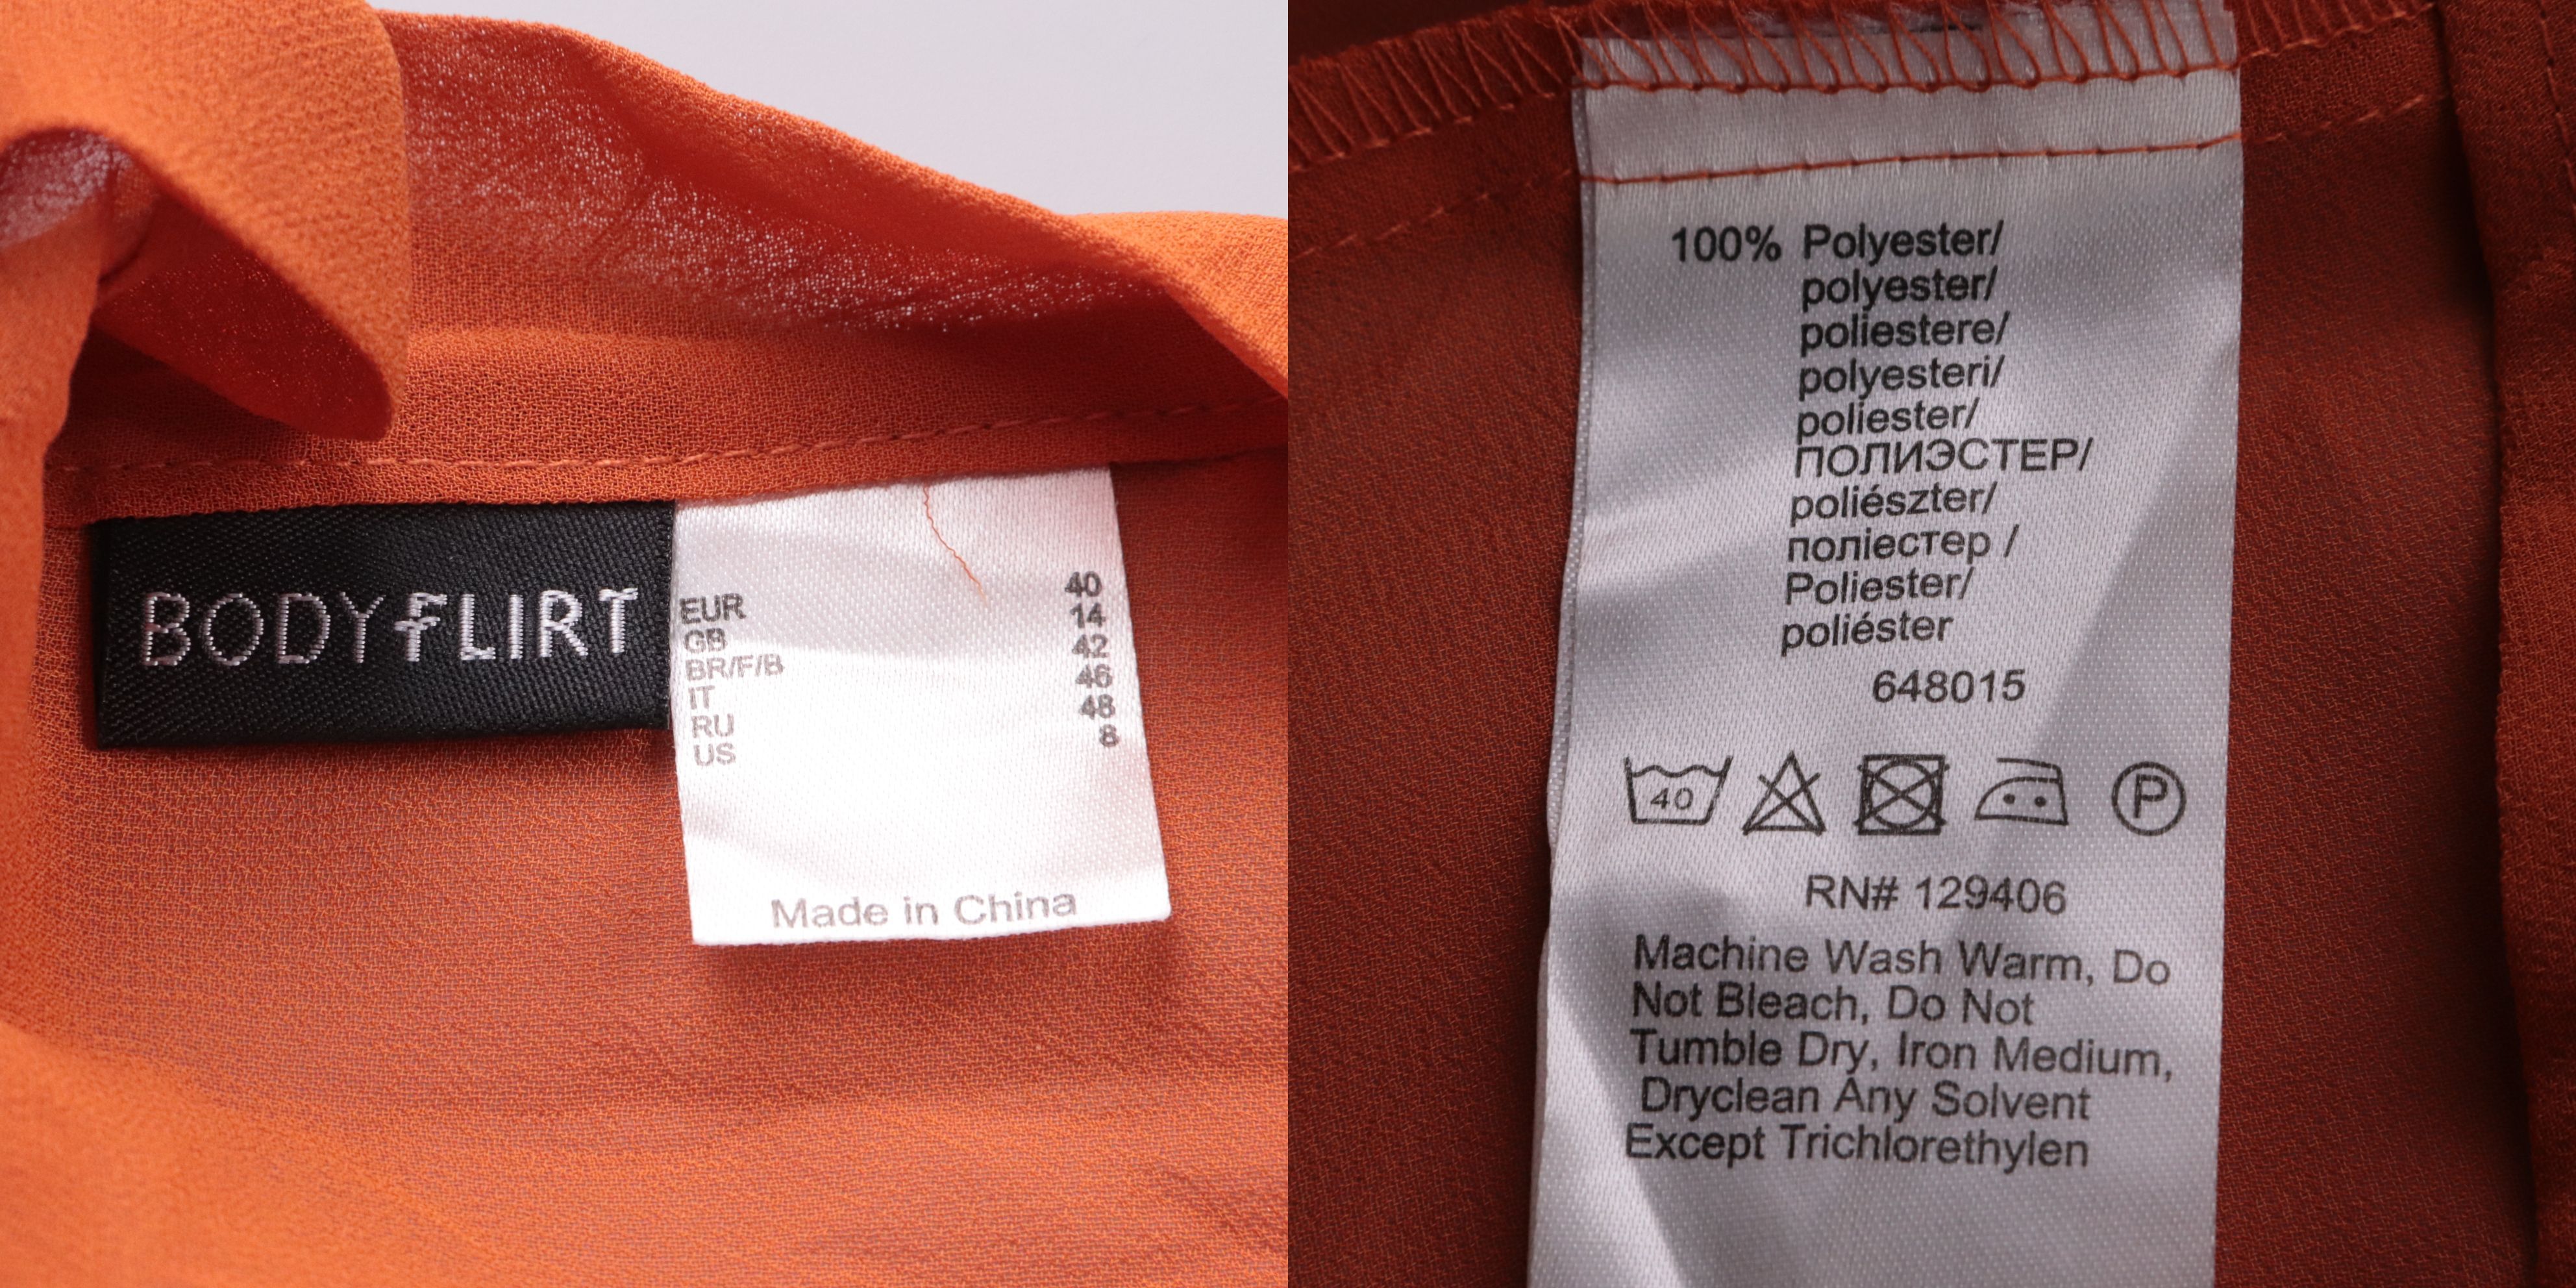 BODYFLIRT
EUR 40
GB 14
BR/F/B 42
IT 46
RU 48
US 8
Made in China
100% Polyester/
polyester/
poliestere/
polyesteri/
poliester/
ПОЛИЭСТЕР/
poliészter/
поліестер /
Poliester/
poliéster
648015
40 P
RN# 129406
Machine Wash Warm, Do
Not Bleach, Do Not
Tumble Dry, Iron Medium,
Dryclean Any Solvent
Except Trichlorethylen